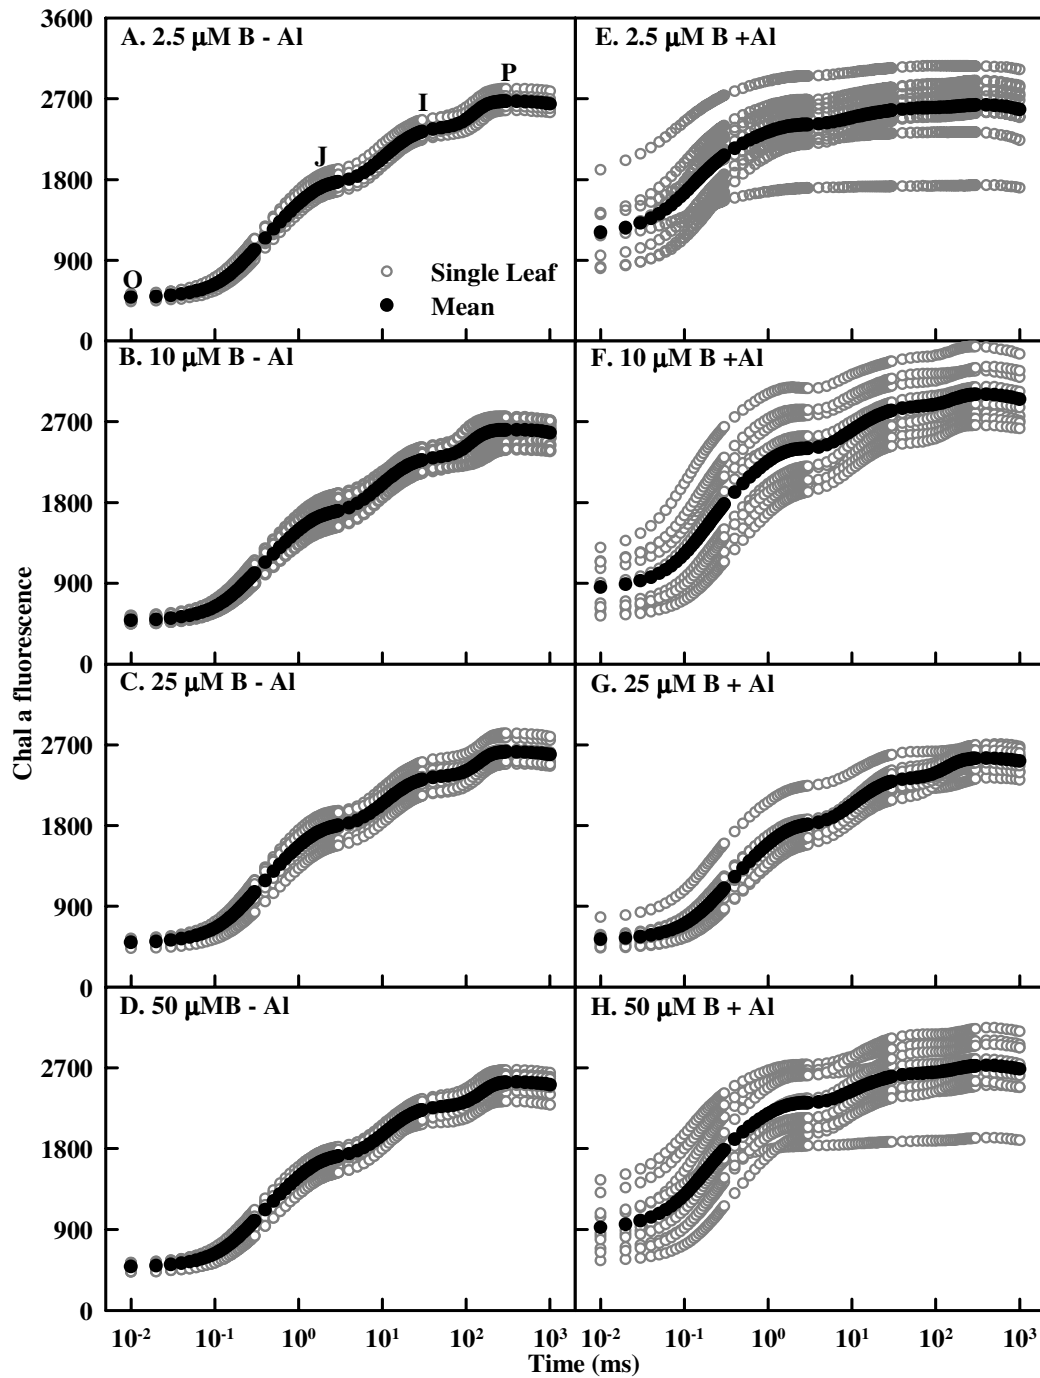 Chal a fluorescence
3600
2700
1800
900
0
A. 2.5 μM B - Al
O
J
I
P
Single Leaf
Mean
E. 2.5 μM B +Al
2700
1800
900
0
B. 10 μM B - Al
F. 10 μM B +Al
2700
1800
900
0
C. 25 μM B - Al
G. 25 μM B + Al
2700
1800
900
0
D. 50 μMB - Al
H. 50 μM B + Al
10⁻² 10⁻¹ 10⁰ 10¹ 10² 10³ 10⁻² 10⁻¹ 10⁰ 10¹ 10² 10³
Time (ms)